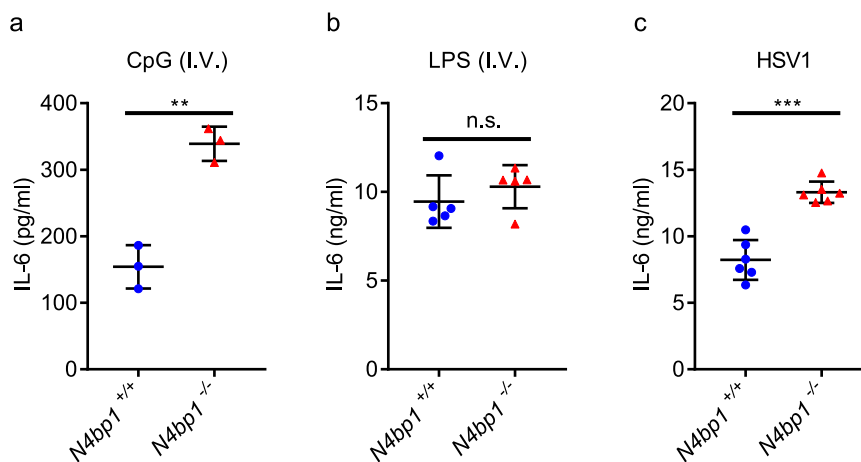 a
CpG (I.V.)
**
IL-6 (pg/ml)
400
300
200
100
0
N4bp1 +/+
N4bp1 -/-
b
LPS (I.V.)
n.s.
IL-6 (ng/ml)
15
10
5
0
N4bp1 +/+
N4bp1 -/-
c
HSV1
***
IL-6 (ng/ml)
20
15
10
5
0
N4bp1 +/+
N4bp1 -/-